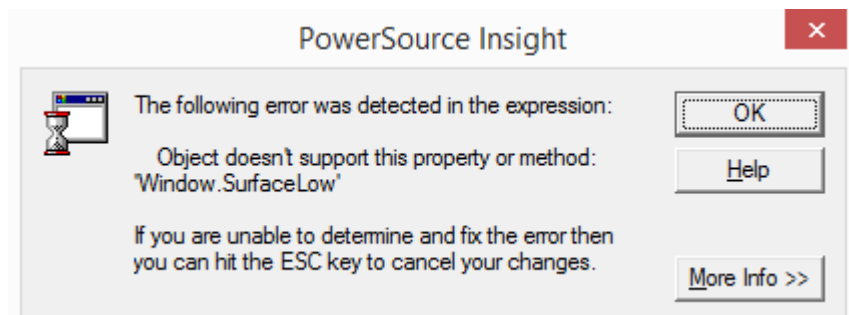 PowerSource Insight
×
The following error was detected in the expression:
OK
Object doesn't support this property or method:
'Window.SurfaceLow'
Help
If you are unable to determine and fix the error then
you can hit the ESC key to cancel your changes.
More Info >>